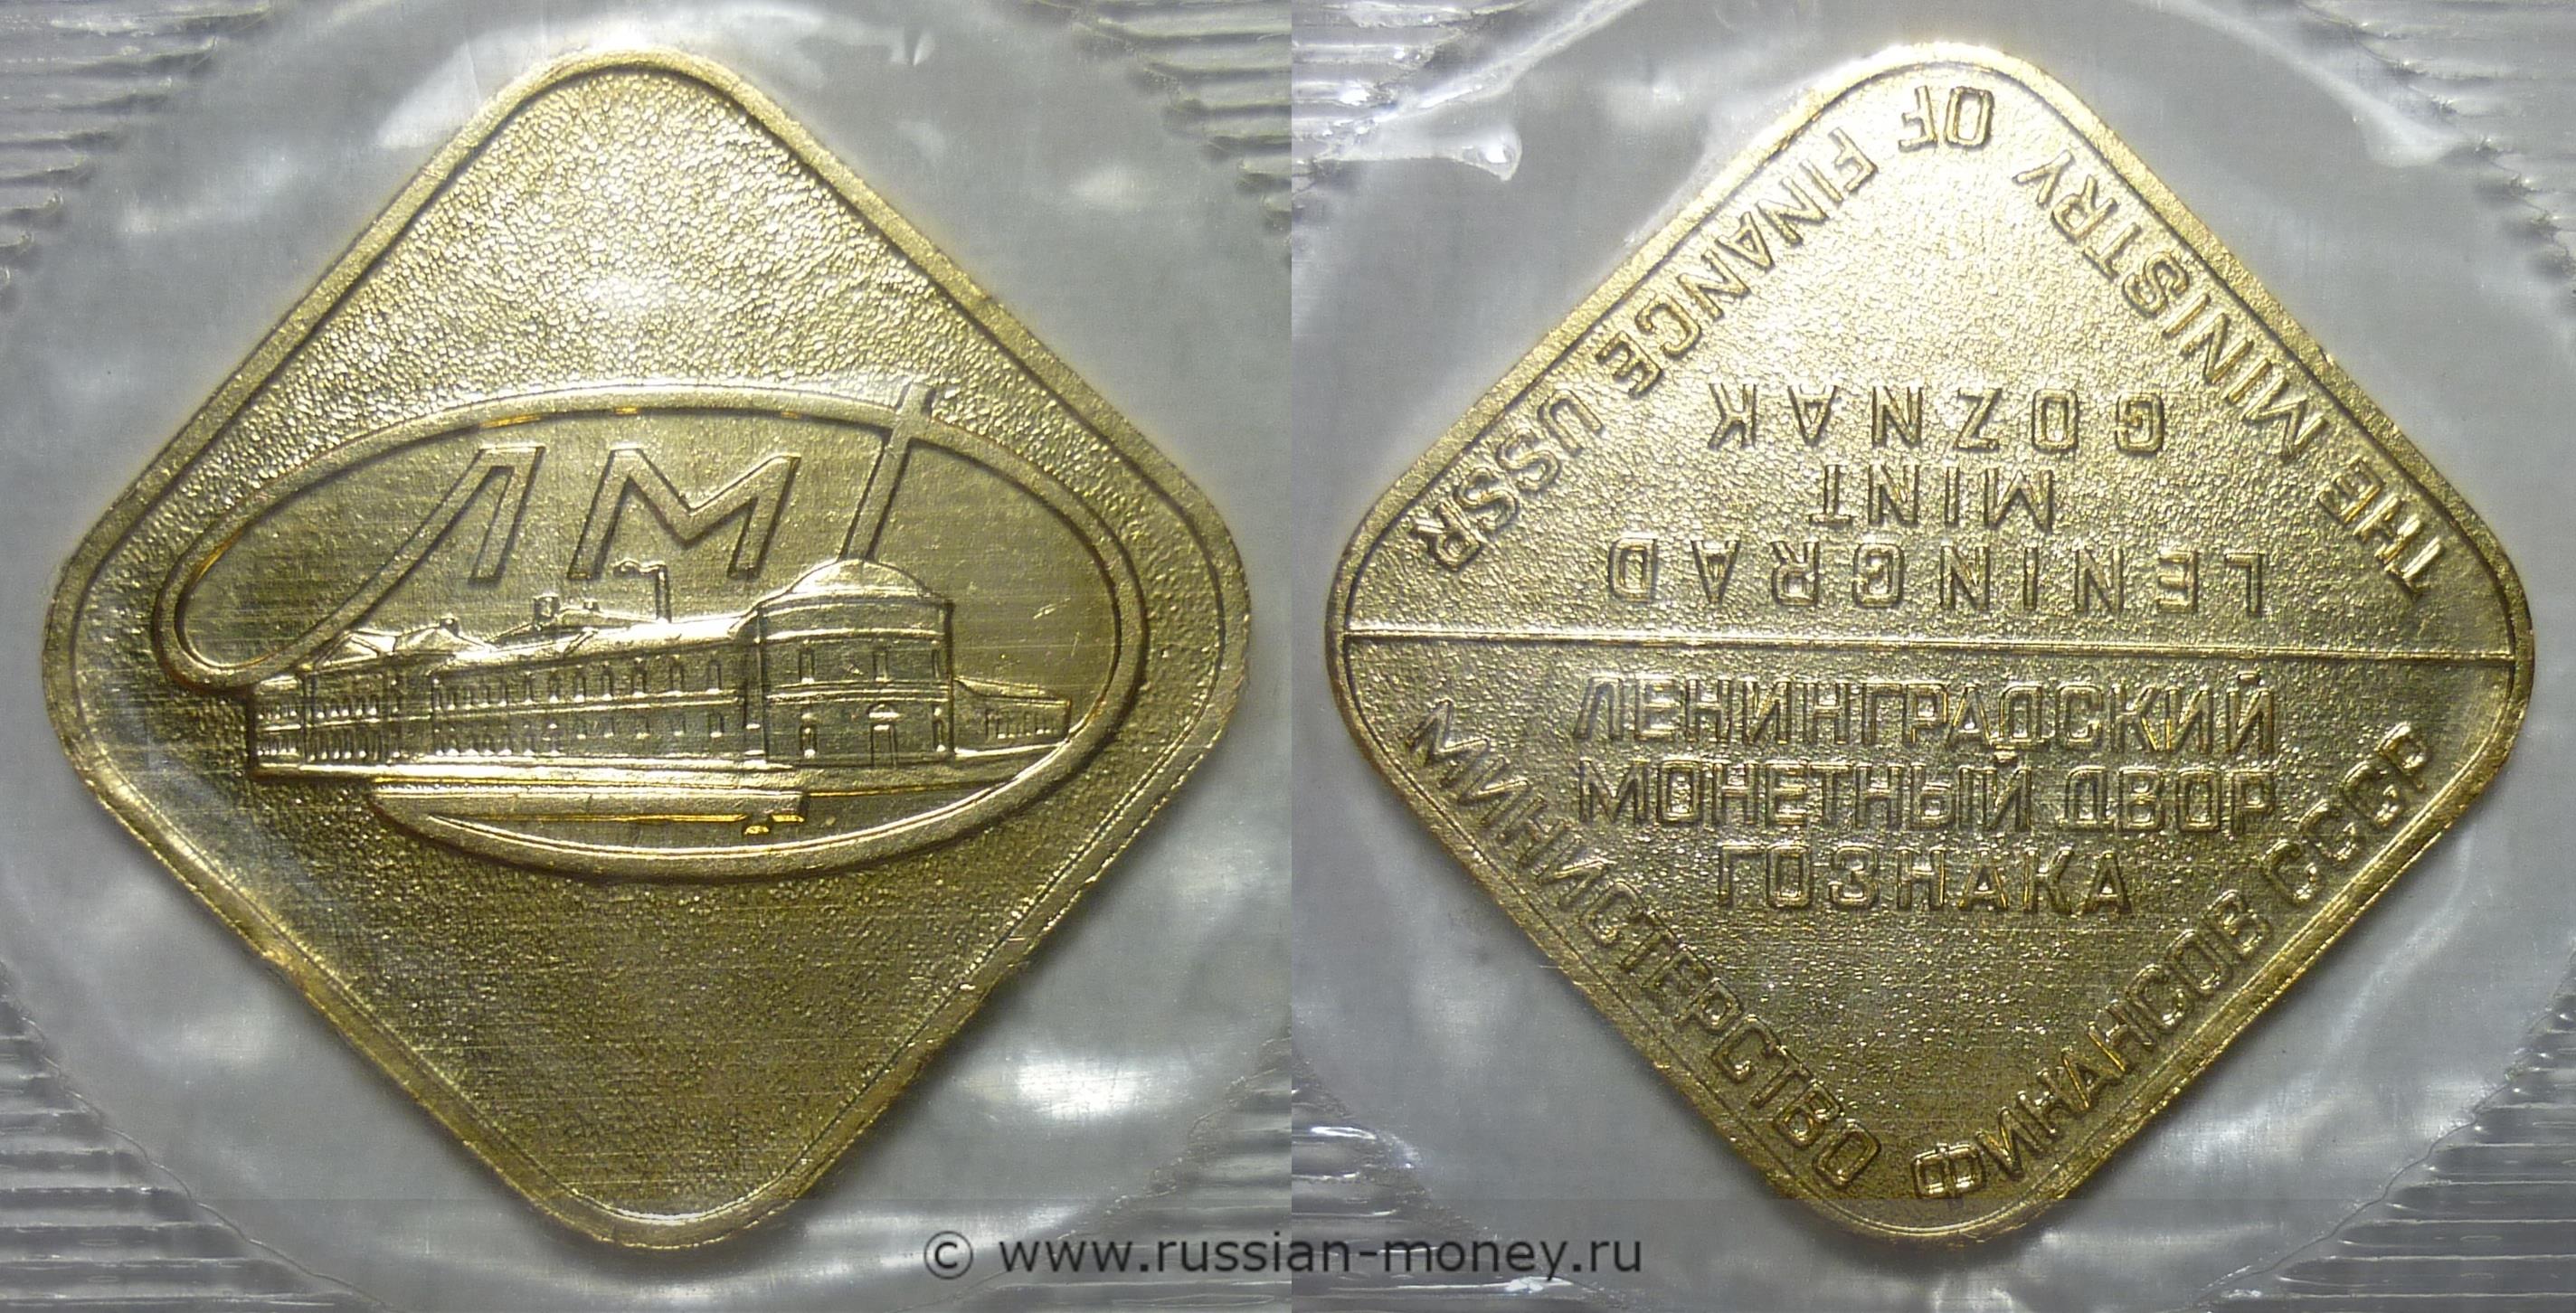 ЛМ
THE MINISTRY OF FINANCE USSR
LENINGRAD
MINT
GOZNAK
ЛЕНИНГРАДСКИЙ
МОНЕТНЫЙ ДВОР
ГОЗНАКА
МИНИСТЕРСТВО ФИНАНСОВ СССР
© www.russian-money.ru